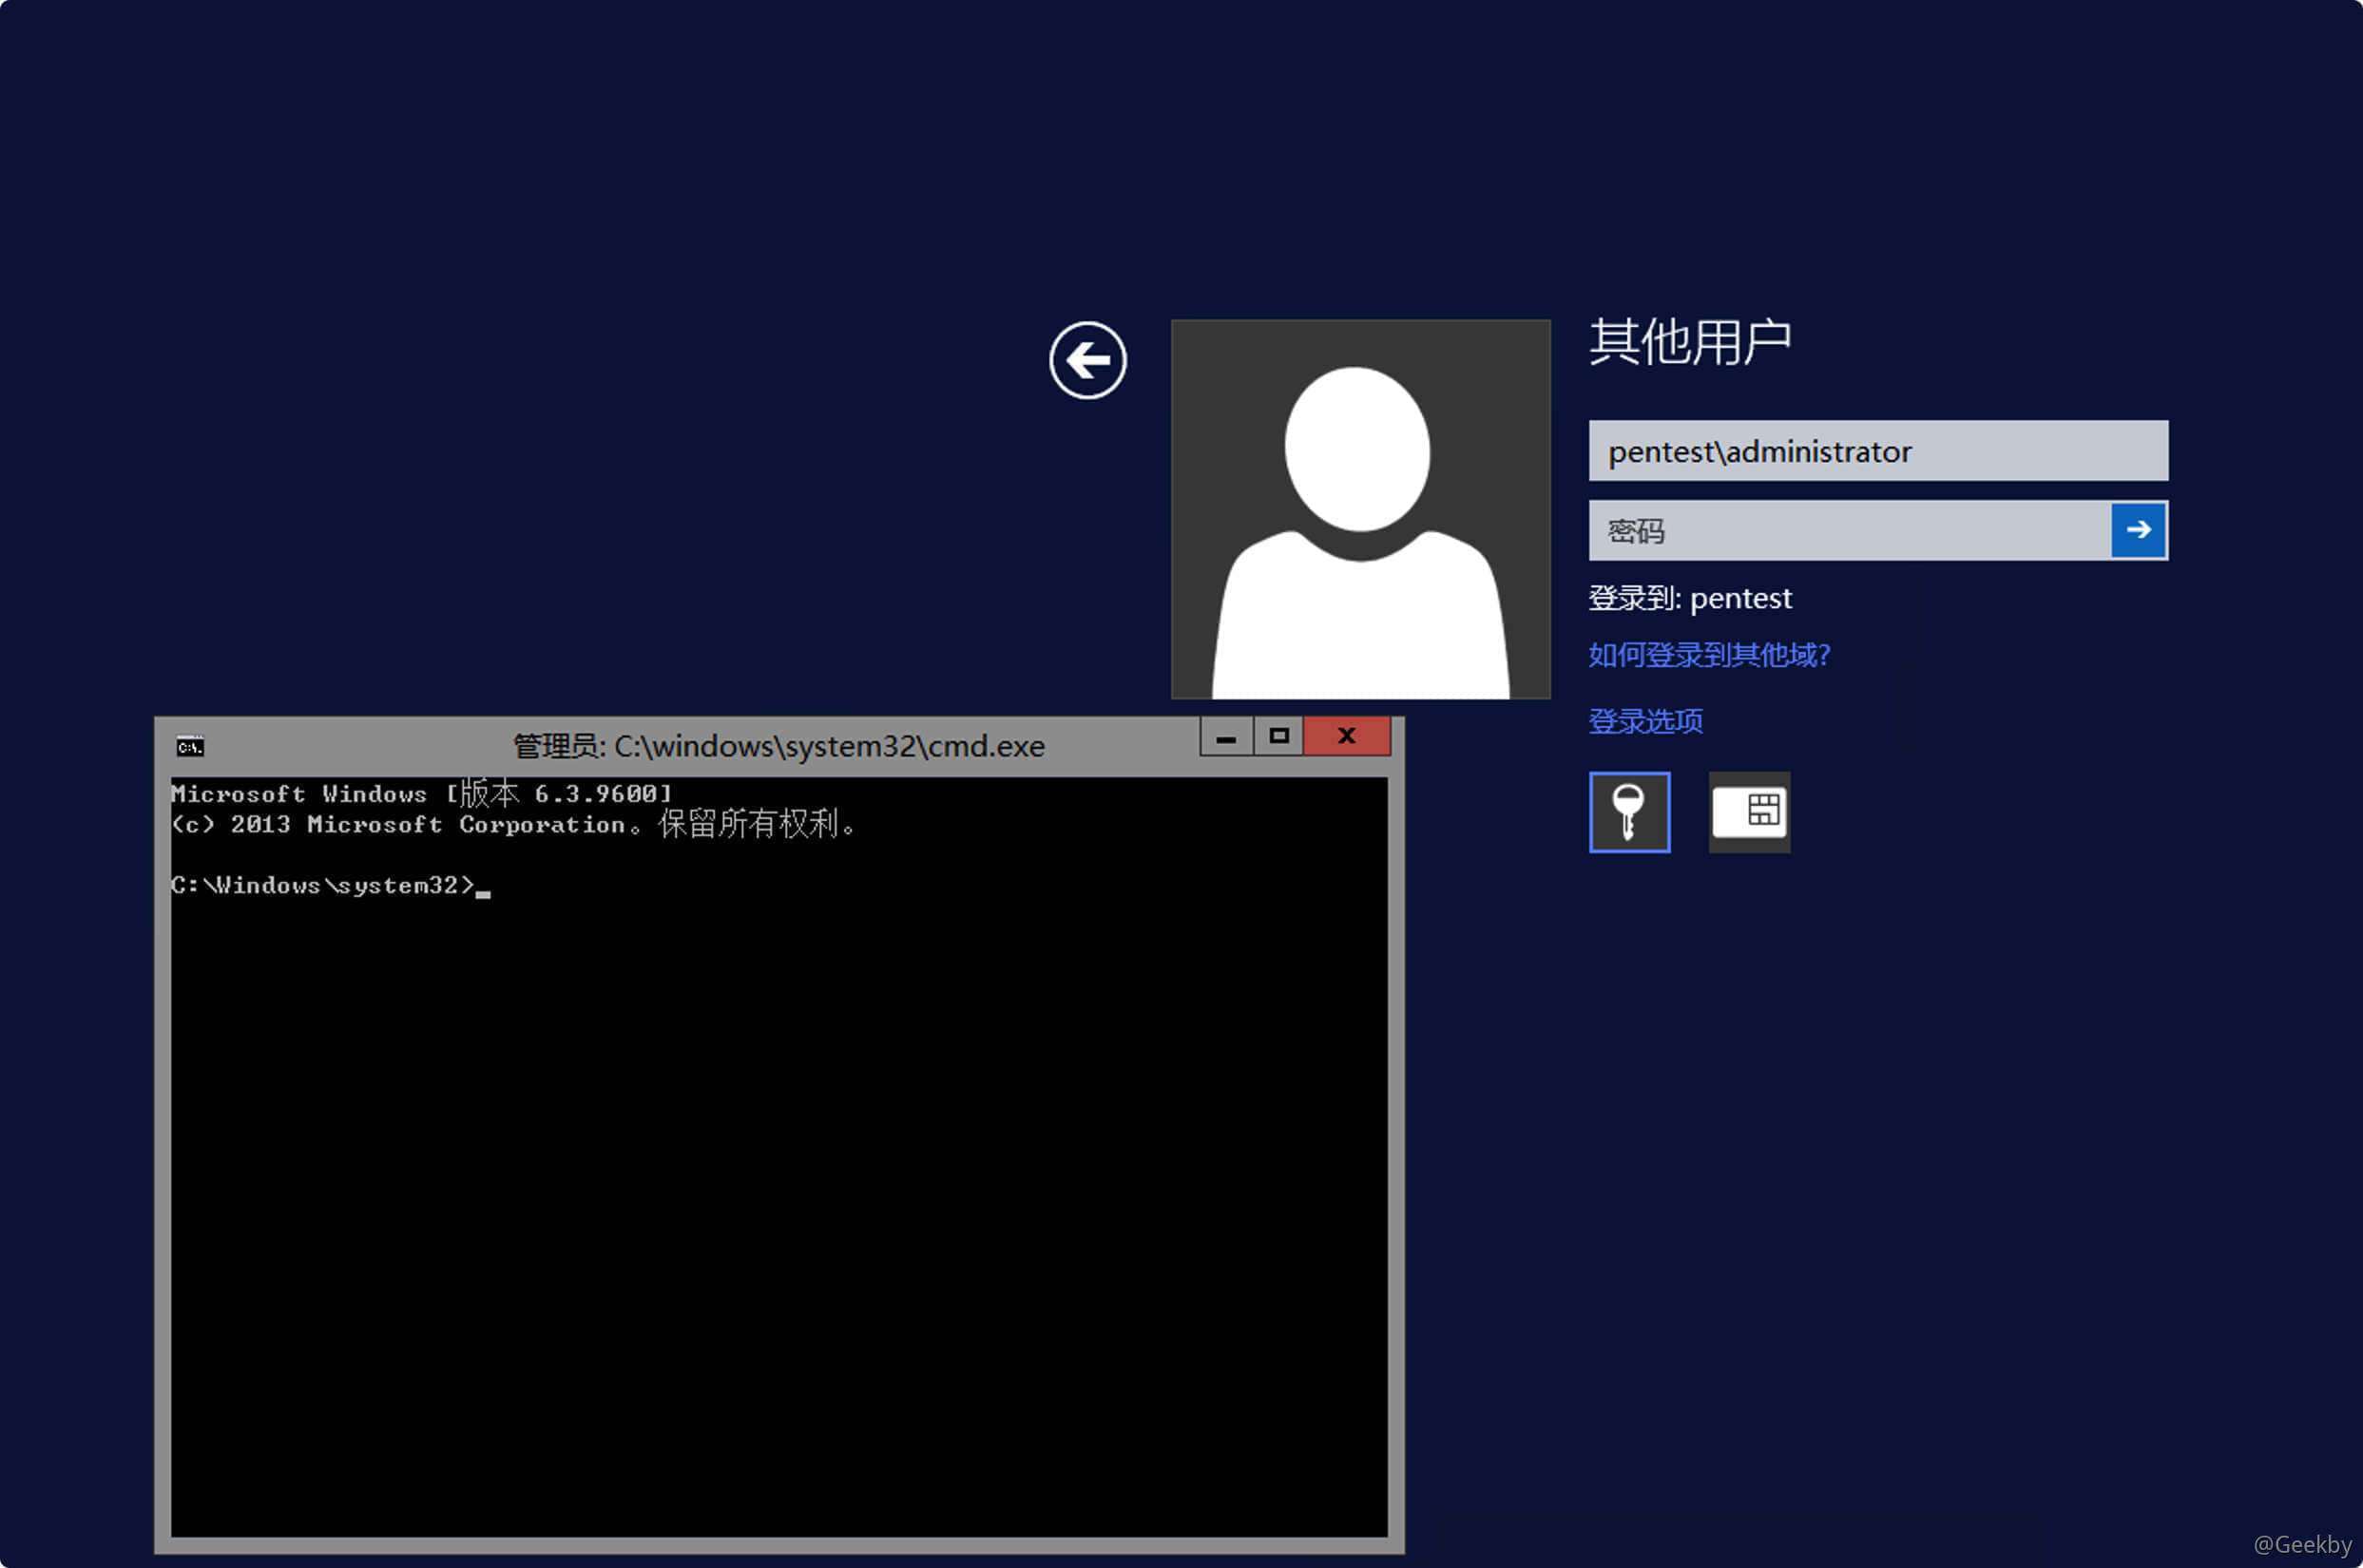 其他用户
pentest\administrator
密码
登录到: pentest
如何登录到其他域?
登录选项
C:\.
管理员: C:\windows\system32\cmd.exe
Microsoft Windows [版本 6.3.9600]
(c) 2013 Microsoft Corporation。保留所有权利。
C:\Windows\system32>
@Geekby